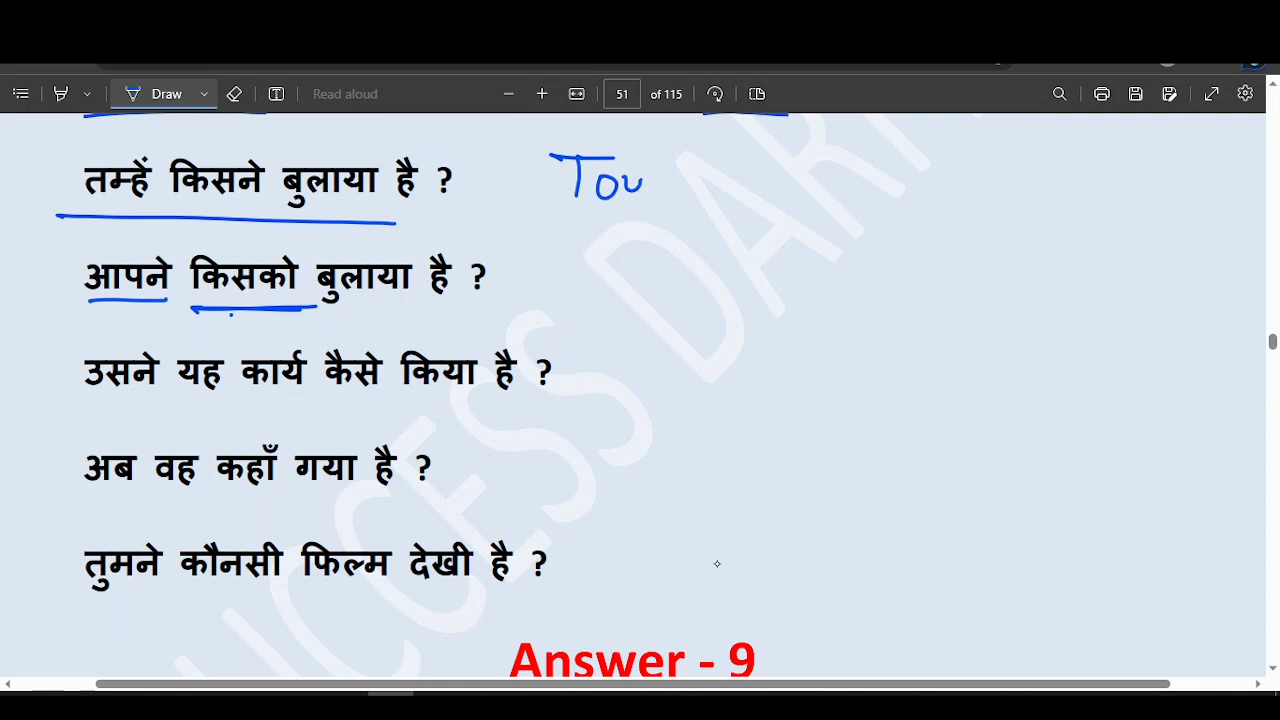 Draw
Read aloud
51 of 115
तम्हें किसने बुलाया है ? Tou
आपने किसको बुलाया है ?
उसने यह कार्य कैसे किया है ?
अब वह कहाँ गया है ?
तुमने कौनसी फिल्म देखी है ?
Answer - 9